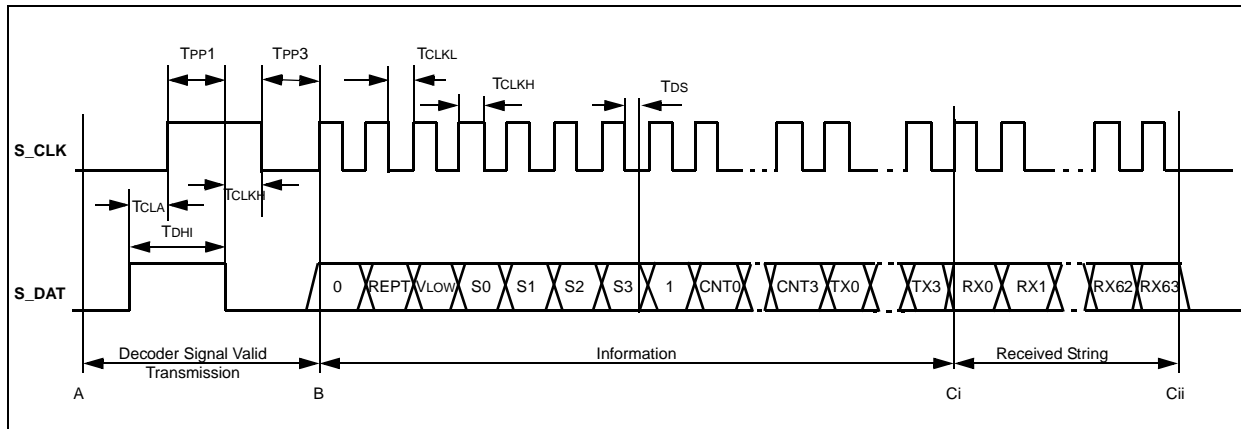 TPP1 TPP3 TCLKL
TCLKH TDS
S_CLK
TCLKH
TCLA
TDHI
S_DAT 0 REPT VLOW S0 S1 S2 S3 1 CNT0 CNT3 TX0 TX3 RX0 RX1 RX62 RX63
Decoder Signal Valid
Transmission
Information
Received String
A B Ci Cii